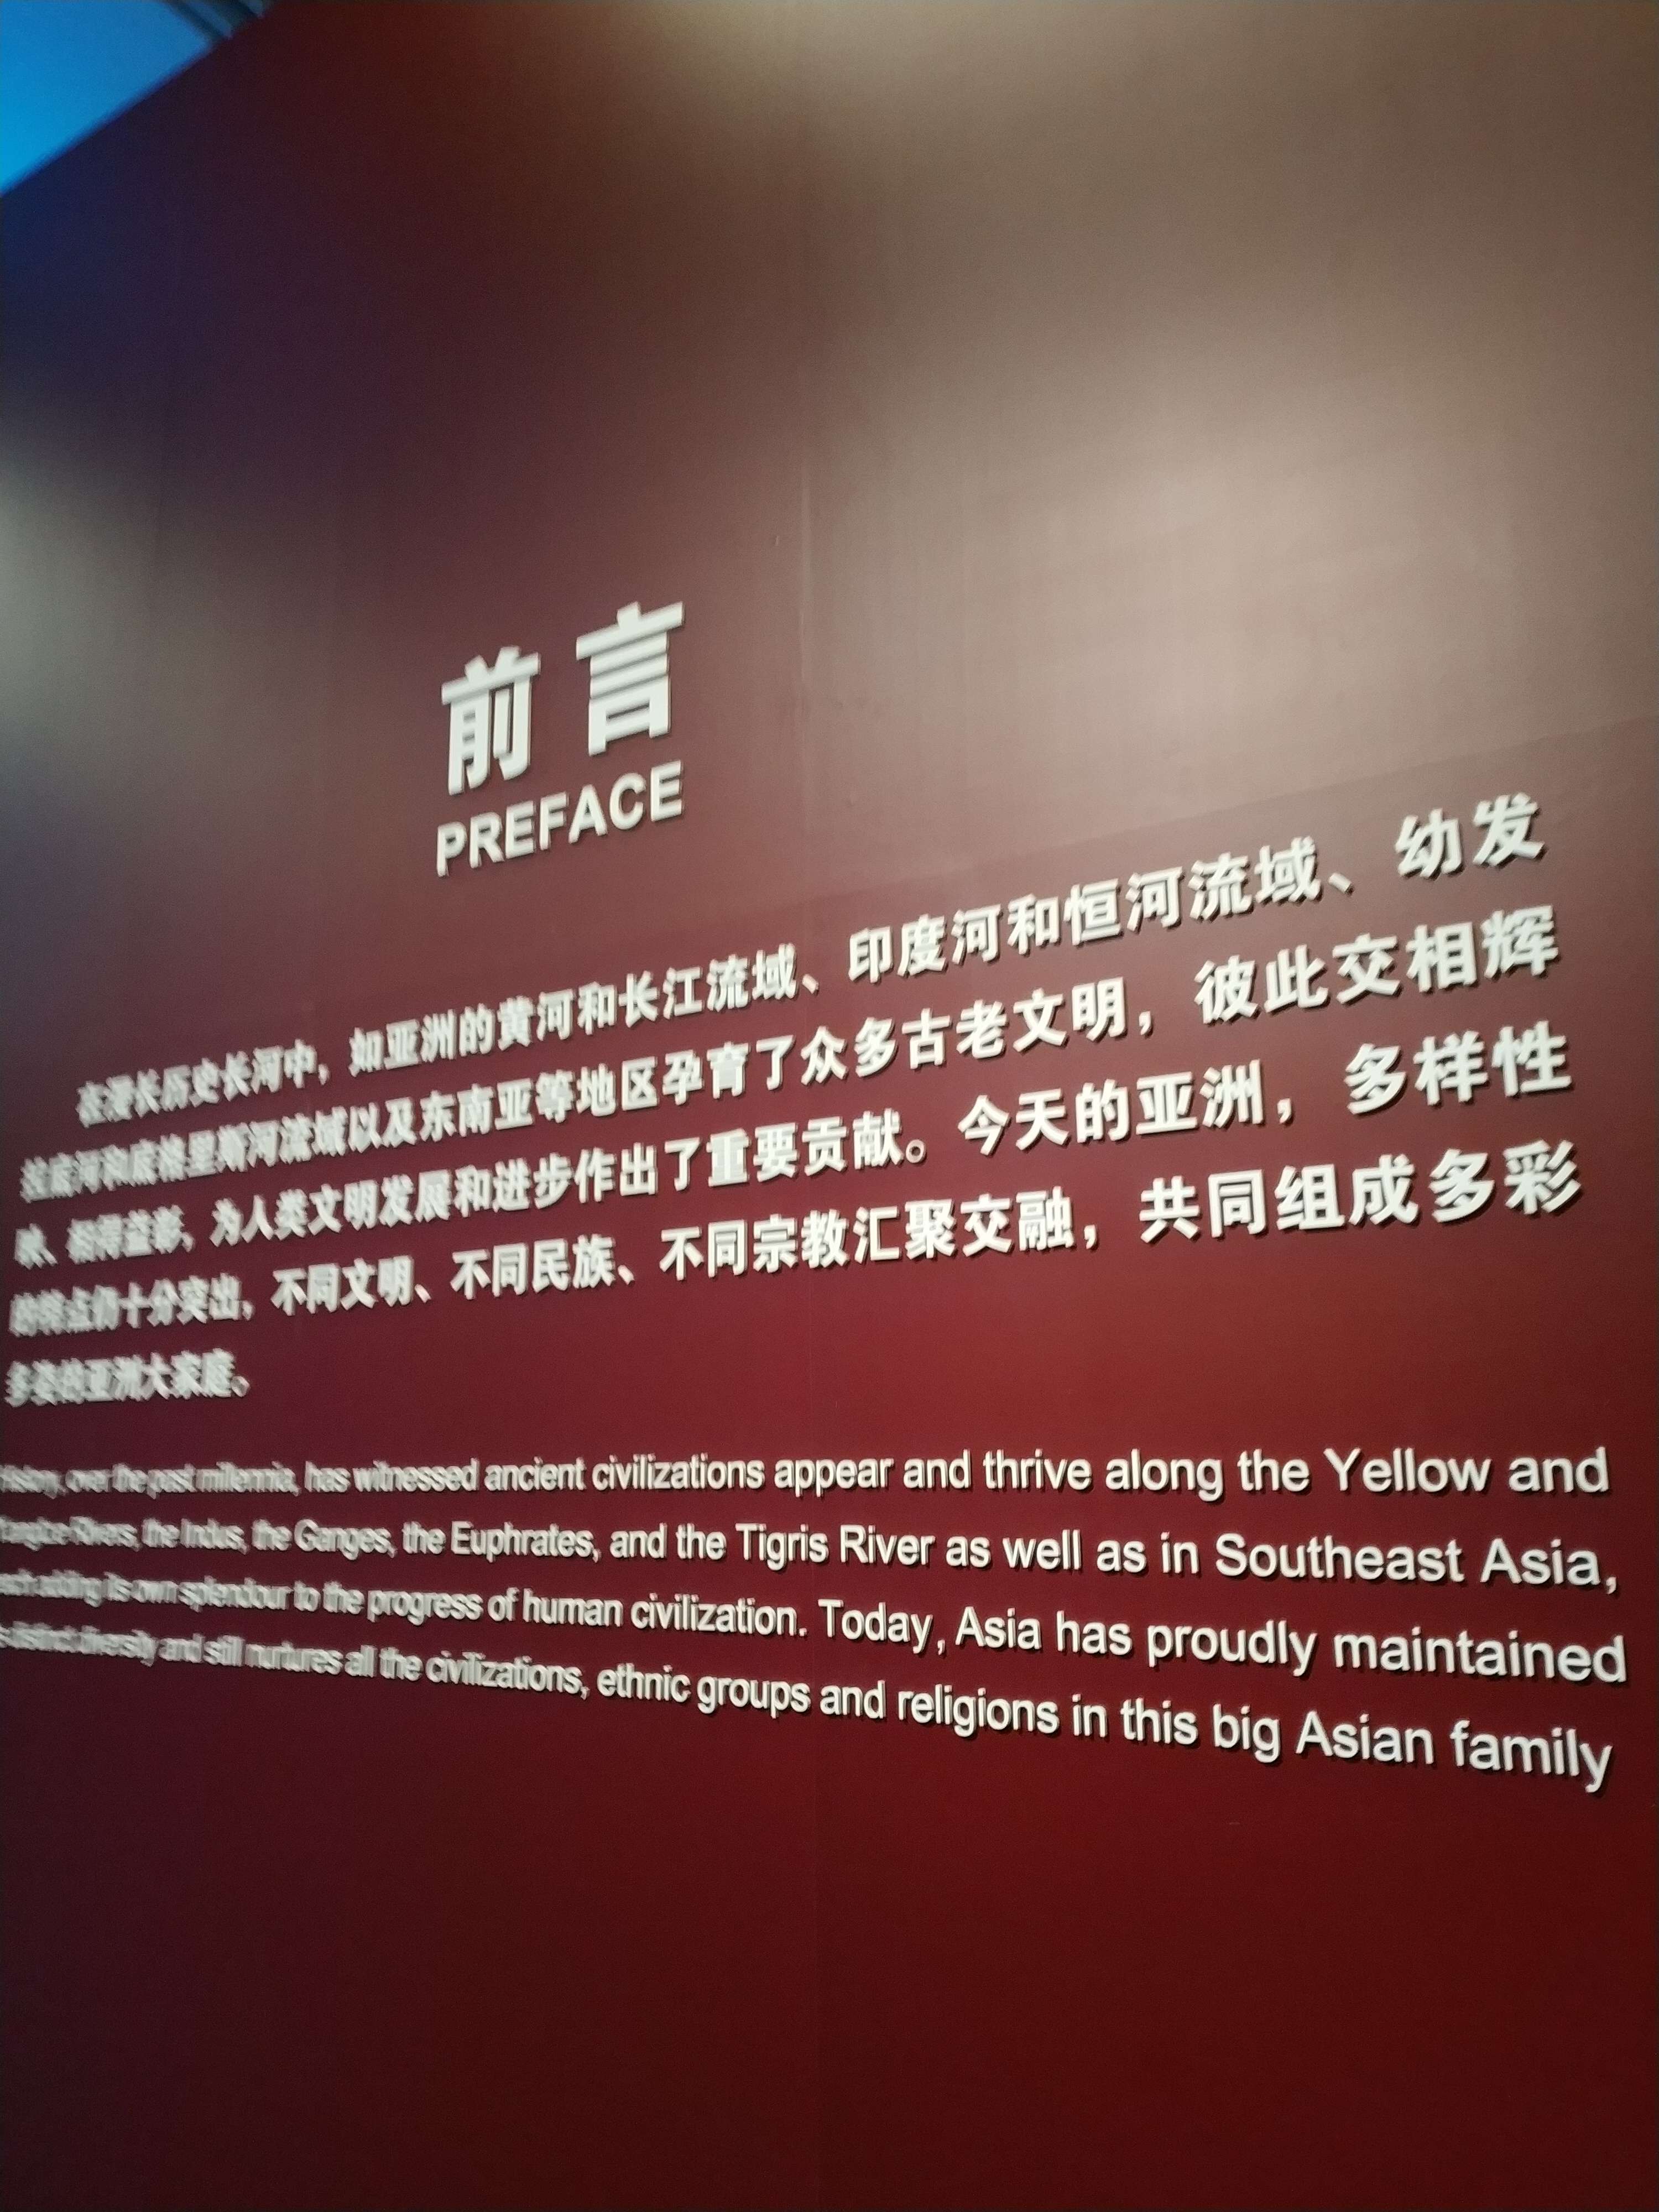 前言
PREFACE
在漫长历史长河中，如亚洲的黄河和长江流域、印度河和恒河流域、幼发
拉底河和底格里斯河流域以及东南亚等地区孕育了众多古老文明，彼此交相辉
映、相得益彰，为人类文明发展和进步作出了重要贡献。今天的亚洲，多样性
的特点仍十分突出，不同文明、不同民族、不同宗教汇聚交融，共同组成多彩
多姿的亚洲大家庭。
History, over the past millennia, has witnessed ancient civilizations appear and thrive along the Yellow and
Rivers, the Indus, the Ganges, the Euphrates, and the Tigris River as well as in Southeast Asia,
each adding its own splendour to the progress of human civilization. Today, Asia has proudly maintained
distinct diversity and still nurtures all the civilizations, ethnic groups and religions in this big Asian family